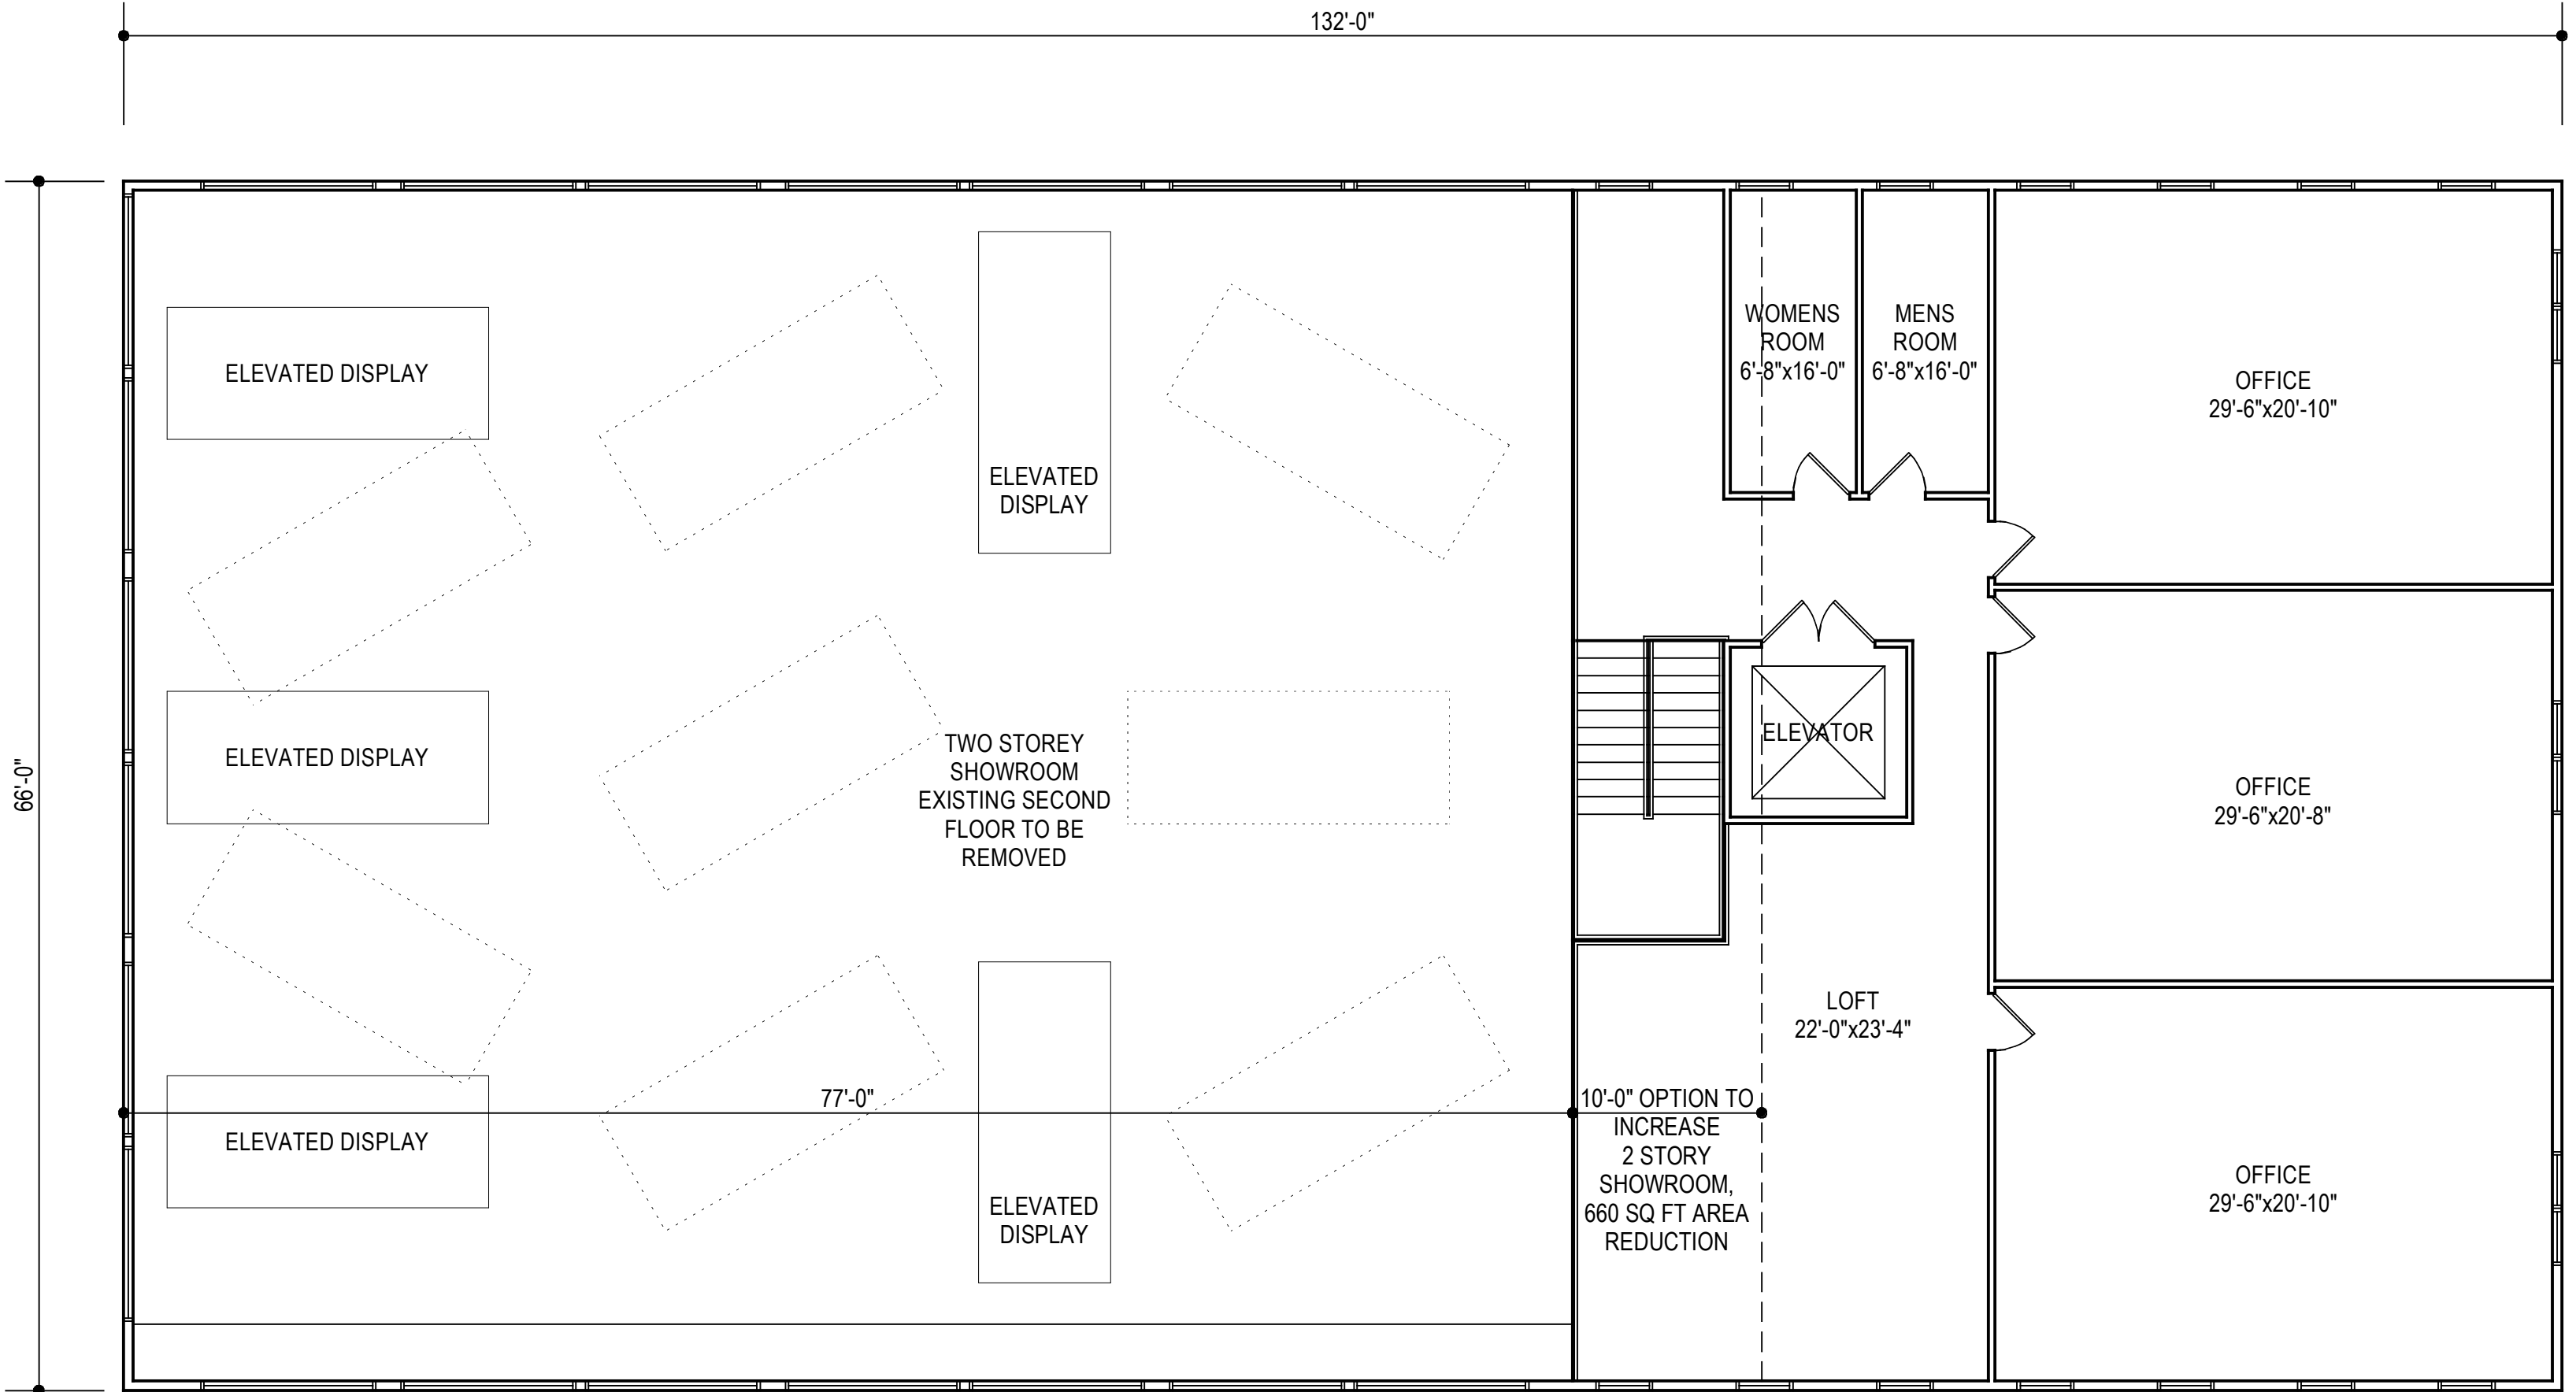 132'-0"
66'-0"
ELEVATED DISPLAY
ELEVATED
DISPLAY
WOMENS
ROOM
6'-8"x16'-0"
MENS
ROOM
6'-8"x16'-0"
OFFICE
29'-6"x20'-10"
ELEVATED DISPLAY
TWO STOREY
SHOWROOM
EXISTING SECOND
FLOOR TO BE
REMOVED
ELEVATOR
OFFICE
29'-6"x20'-8"
LOFT
22'-0"x23'-4"
77'-0"
10'-0" OPTION TO
INCREASE
2 STORY
SHOWROOM,
660 SQ FT AREA
REDUCTION
ELEVATED DISPLAY
ELEVATED
DISPLAY
OFFICE
29'-6"x20'-10"